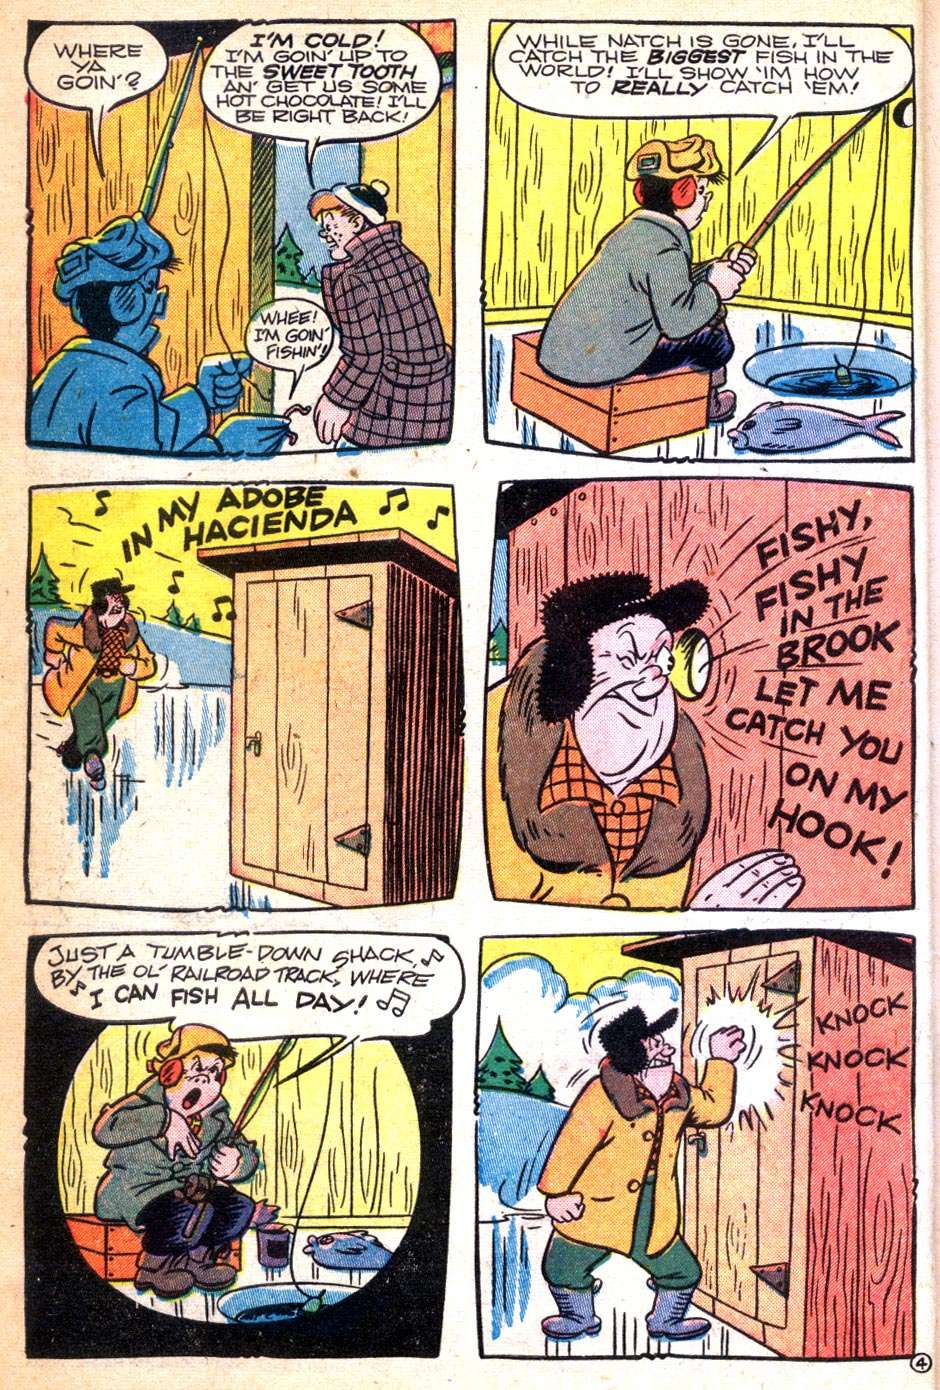 WHERE
YA
GOIN'?
I'M COLD!
I'M GOIN' UP TO
THE SWEET TOOTH
AN' GET US SOME
HOT CHOCOLATE! I'LL
BE RIGHT BACK!
WHEE!
I'M GOIN'
FISHIN'!
WHILE NATCH IS GONE, I'LL
CATCH THE BIGGEST FISH IN THE
WORLD! I'LL SHOW 'IM HOW
TO REALLY CATCH 'EM!
IN MY ADOBE
HACIENDA
FISHY,
FISHY
IN THE
BROOK
LET ME
CATCH YOU
ON MY
HOOK!
JUST A TUMBLE-DOWN SHACK,
BY THE OL' RAILROAD TRACK, WHERE
I CAN FISH ALL DAY!
KNOCK
KNOCK
KNOCK
4